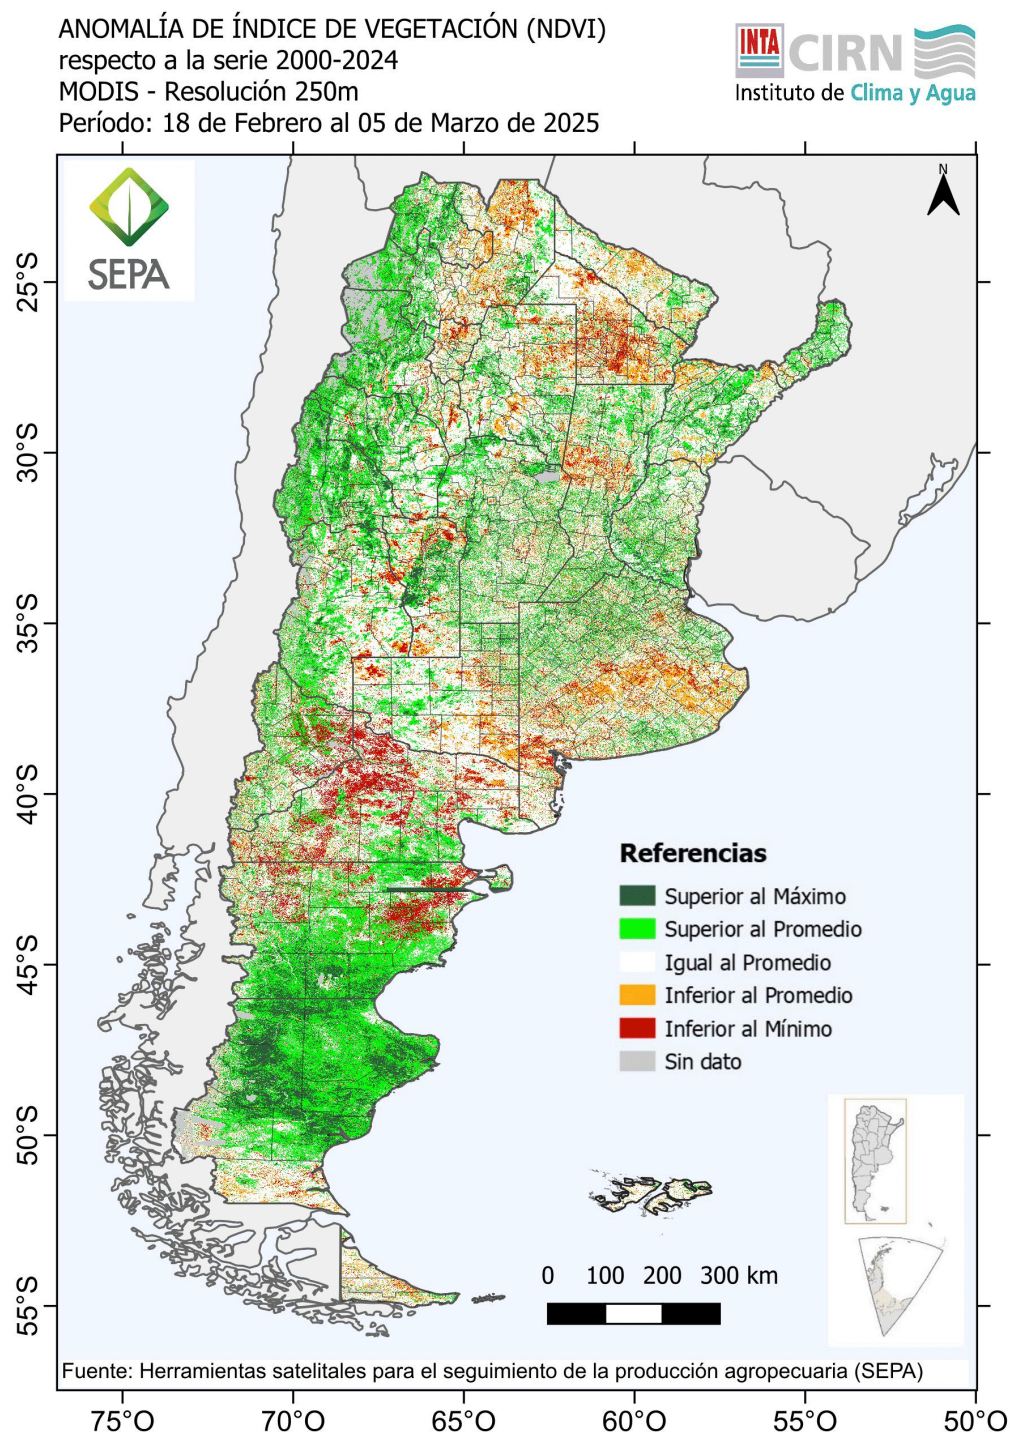 ANOMALÍA DE ÍNDICE DE VEGETACIÓN (NDVI)
respecto a la serie 2000-2024
MODIS - Resolución 250m
Período: 18 de Febrero al 05 de Marzo de 2025
INTA CIRN
Instituto de Clima y Agua
SEPA
N
25°S
30°S
35°S
40°S
45°S
50°S
55°S
Referencias
Superior al Máximo
Superior al Promedio
Igual al Promedio
Inferior al Promedio
Inferior al Mínimo
Sin dato
0 100 200 300 km
Fuente: Herramientas satelitales para el seguimiento de la producción agropecuaria (SEPA)
75°O 70°O 65°O 60°O 55°O 50°O